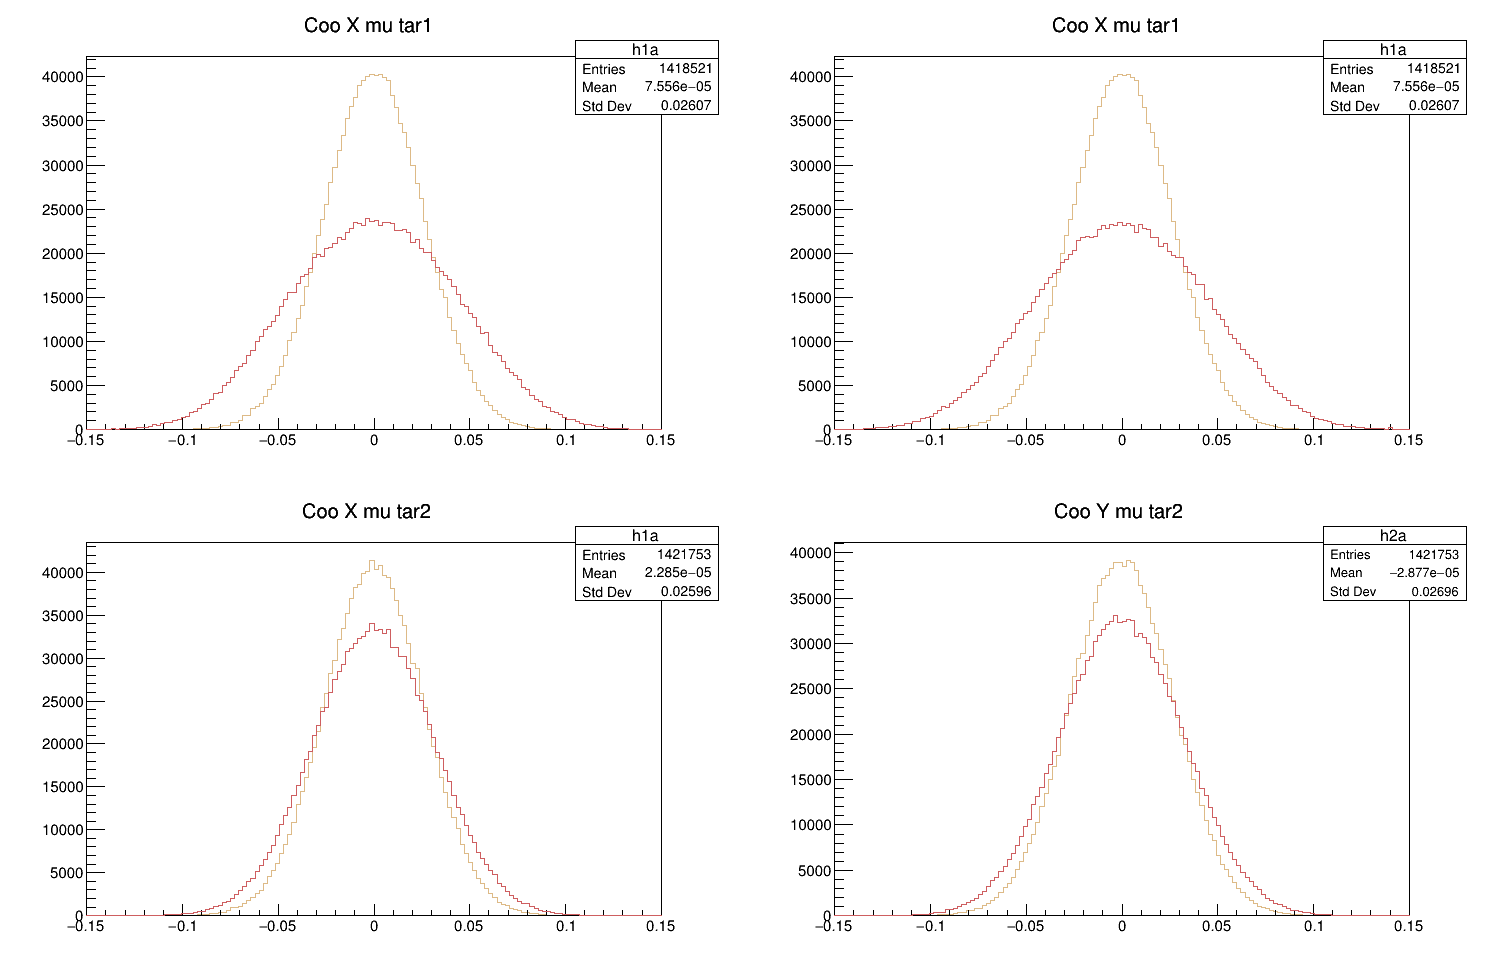 Coo X mu tar1
h1a
Entries 1418521
Mean 7.556e−05
Std Dev 0.02607
40000
35000
30000
25000
20000
15000
10000
5000
0
−0.15 −0.1 −0.05 0 0.05 0.1 0.15
Coo X mu tar1
h1a
Entries 1418521
Mean 7.556e−05
Std Dev 0.02607
40000
35000
30000
25000
20000
15000
10000
5000
0
−0.15 −0.1 −0.05 0 0.05 0.1 0.15
Coo X mu tar2
h1a
Entries 1421753
Mean 2.285e−05
Std Dev 0.02596
40000
35000
30000
25000
20000
15000
10000
5000
0
−0.15 −0.1 −0.05 0 0.05 0.1 0.15
Coo Y mu tar2
h2a
Entries 1421753
Mean −2.877e−05
Std Dev 0.02696
40000
35000
30000
25000
20000
15000
10000
5000
0
−0.15 −0.1 −0.05 0 0.05 0.1 0.15